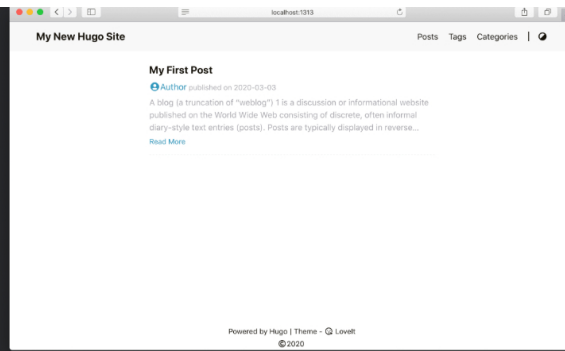 localhost:1313
My New Hugo Site
Posts Tags Categories |
My First Post
Author published on 2020-03-03
A blog (a truncation of "weblog") 1 is a discussion or informational website
published on the World Wide Web consisting of discrete, often informal
diary-style text entries (posts). Posts are typically displayed in reverse...
Read More
Powered by Hugo | Theme - LoveIt
©2020